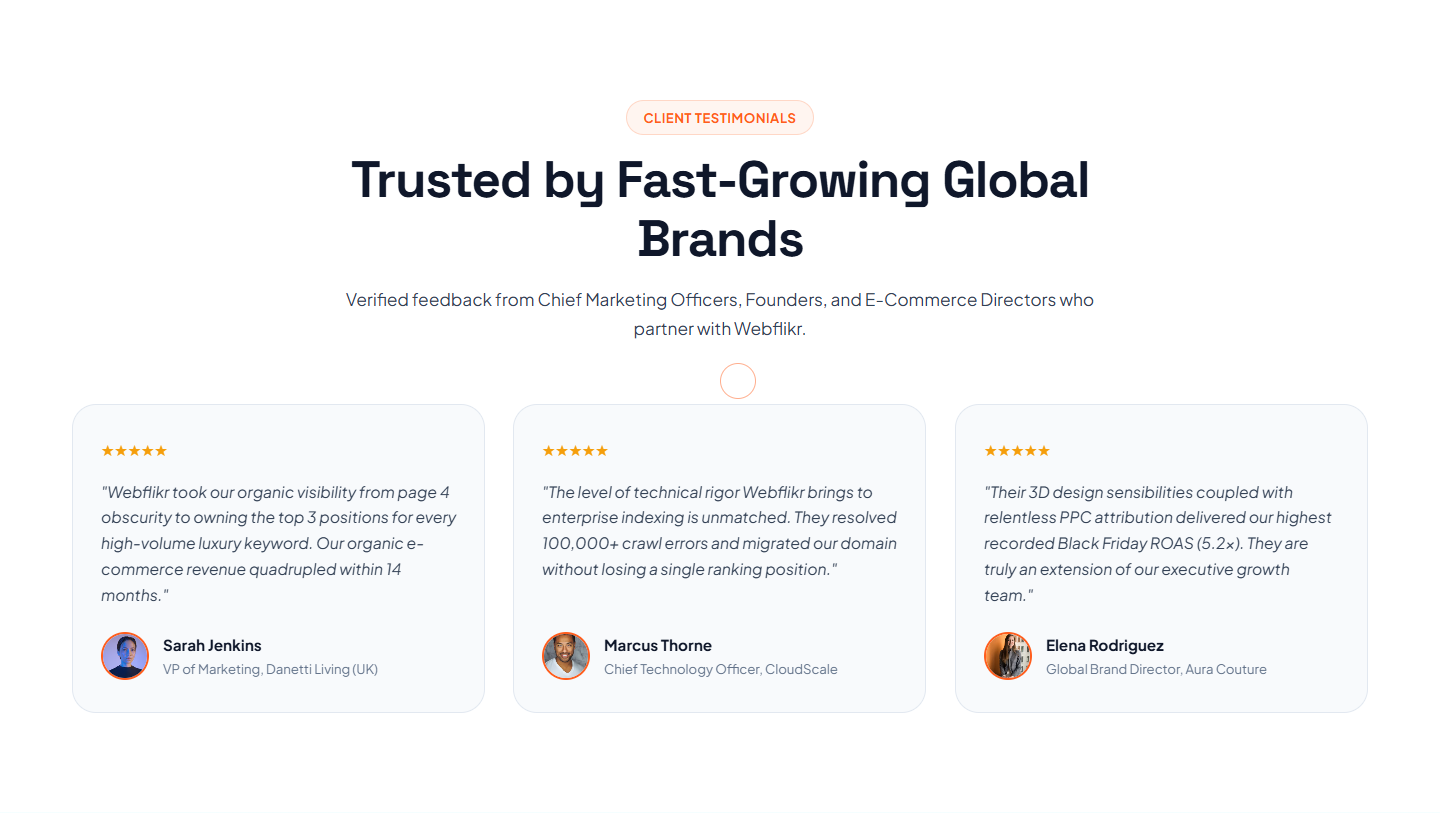 CLIENT TESTIMONIALS
Trusted by Fast-Growing Global
Brands
Verified feedback from Chief Marketing Officers, Founders, and E-Commerce Directors who
partner with Webflikr.
★★★★★
"Webflikr took our organic visibility from page 4
obscurity to owning the top 3 positions for every
high-volume luxury keyword. Our organic e-
commerce revenue quadrupled within 14
months."
Sarah Jenkins
VP of Marketing, Danetti Living (UK)
★★★★★
"The level of technical rigor Webflikr brings to
enterprise indexing is unmatched. They resolved
100,000+ crawl errors and migrated our domain
without losing a single ranking position."
Marcus Thorne
Chief Technology Officer, CloudScale
★★★★★
"Their 3D design sensibilities coupled with
relentless PPC attribution delivered our highest
recorded Black Friday ROAS (5.2×). They are
truly an extension of our executive growth
team."
Elena Rodriguez
Global Brand Director, Aura Couture